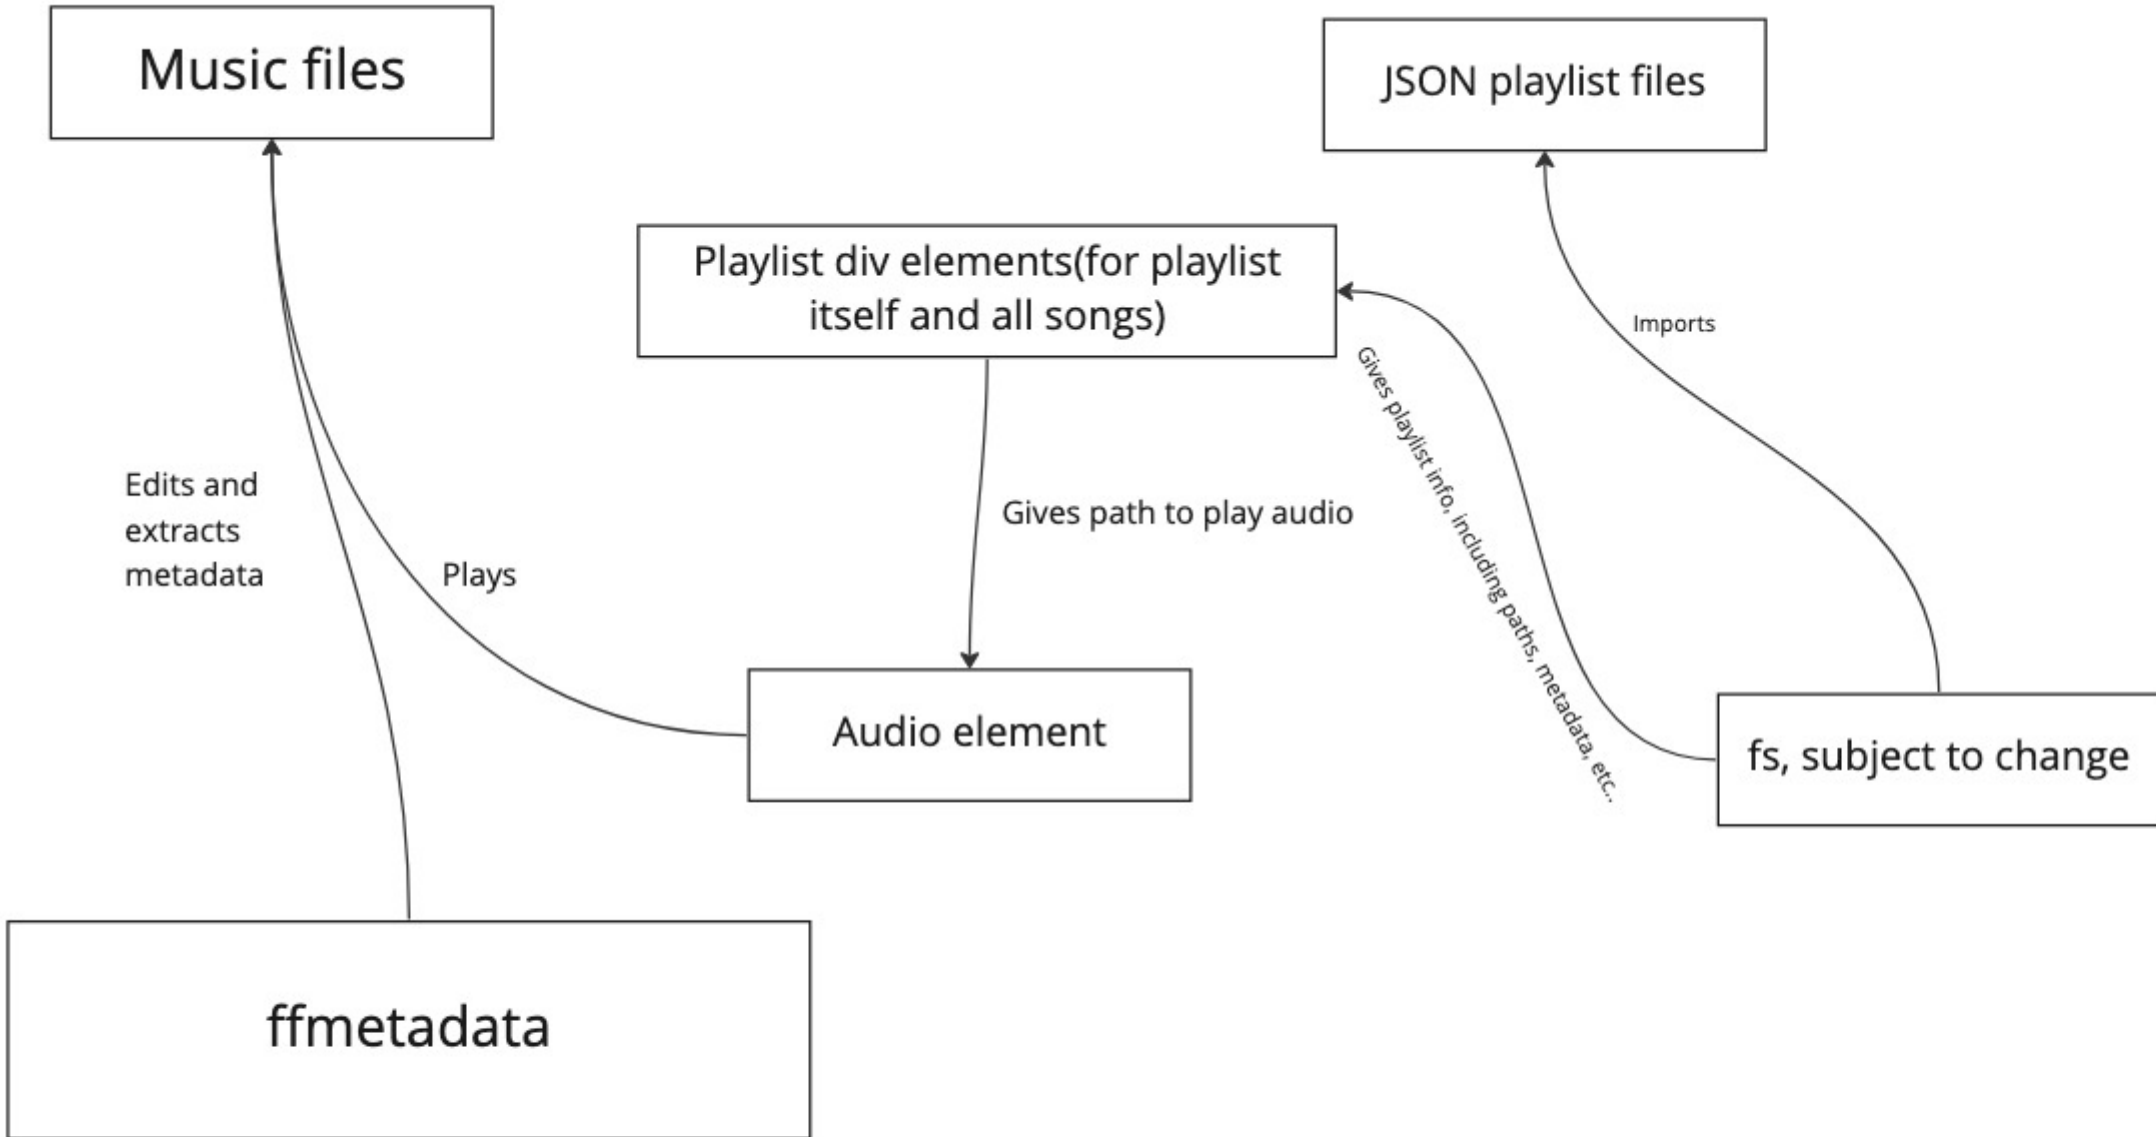 Music files
JSON playlist files
Playlist div elements(for playlist
itself and all songs)
Imports
Gives playlist info, including paths, metadata, etc..
Edits and
extracts
metadata
Plays
Gives path to play audio
Audio element
fs, subject to change
ffmetadata